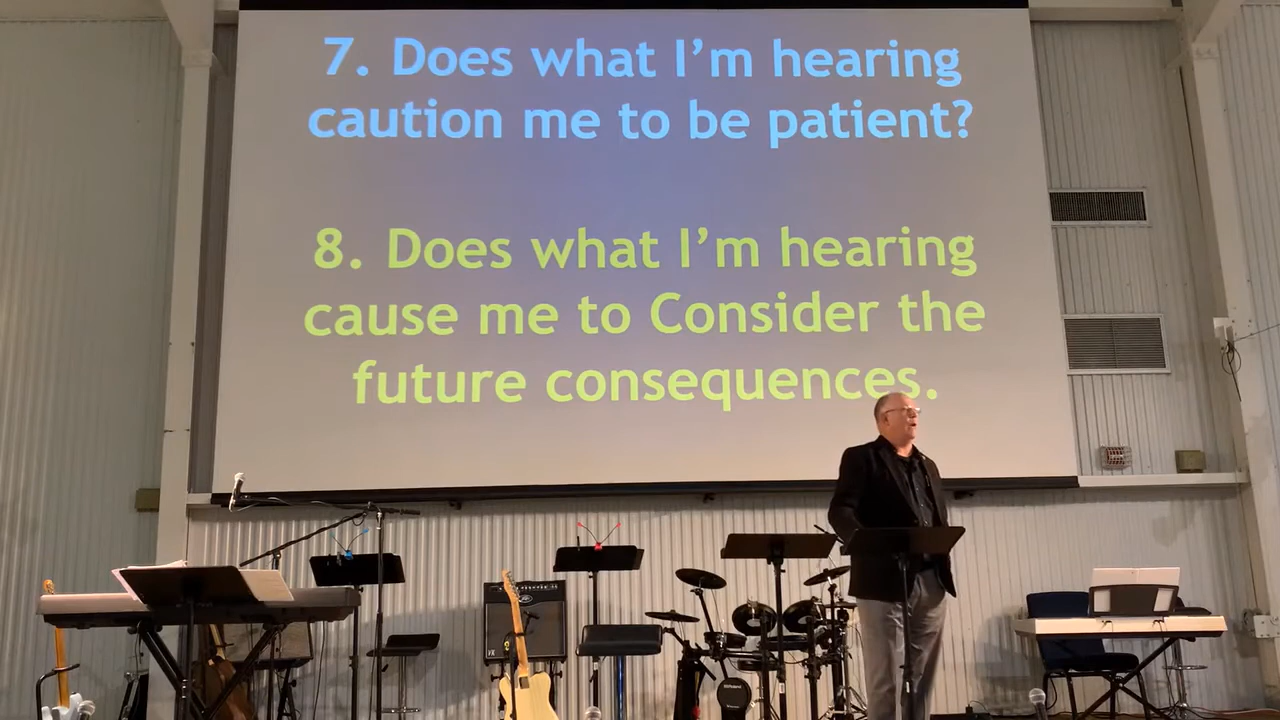 7. Does what I'm hearing
caution me to be patient?
8. Does what I'm hearing
cause me to Consider the
future consequences.
Roland